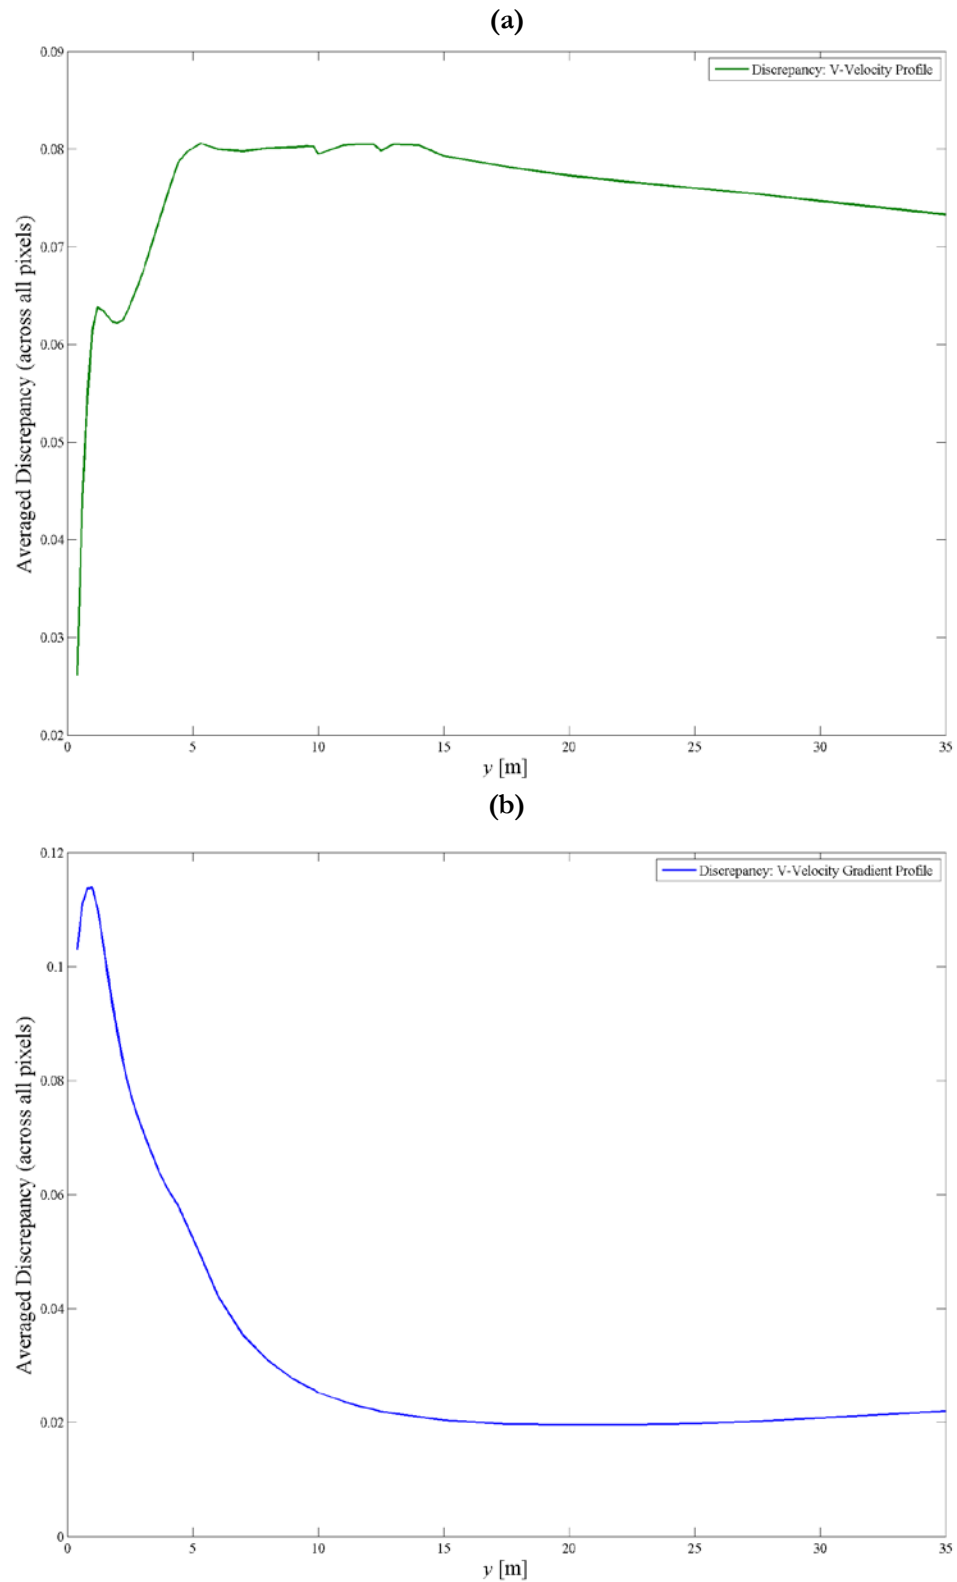 (a)
0.09
Discrepancy: V-Velocity Profile
0.08
0.07
0.06
0.05
0.04
0.03
0.02
Averaged Discrepancy (across all pixels)
0 5 10 15 20 25 30 35
y [m]
(b)
0.12
Discrepancy: V-Velocity Gradient Profile
0.1
0.08
0.06
0.04
0.02
0
Averaged Discrepancy (across all pixels)
0 5 10 15 20 25 30 35
y [m]